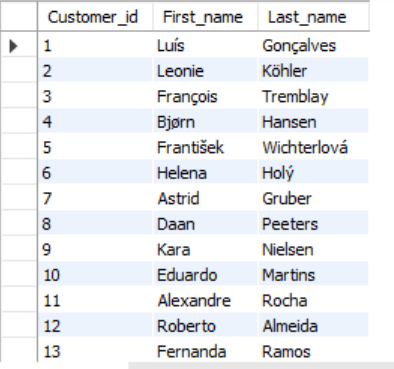 Customer_id First_name Last_name
1 Luís Gonçalves
2 Leonie Köhler
3 François Tremblay
4 Bjørn Hansen
5 František Wichterlová
6 Helena Holý
7 Astrid Gruber
8 Daan Peeters
9 Kara Nielsen
10 Eduardo Martins
11 Alexandre Rocha
12 Roberto Almeida
13 Fernanda Ramos